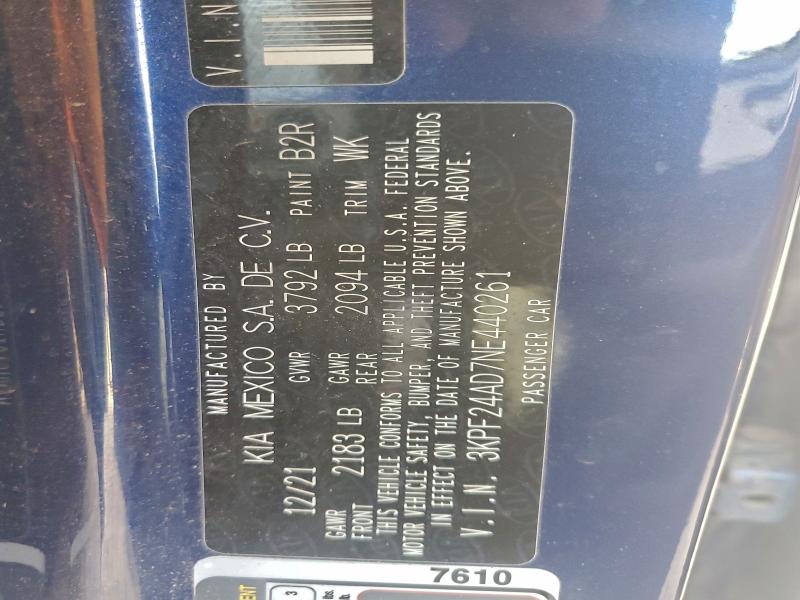 V.I.N
MANUFACTURED BY
KIA MEXICO S.A. DE C.V.
12/21 GVWR 3792 LB PAINT B2R
GAWR FRONT 2183 LB GAWR REAR 2094 LB TRIM WK
THIS VEHICLE CONFORMS TO ALL APPLICABLE U.S.A. FEDERAL
MOTOR VEHICLE SAFETY, BUMPER, AND THEFT PREVENTION STANDARDS
IN EFFECT ON THE DATE OF MANUFACTURE SHOWN ABOVE.
V.I.N. 3KPF24AD7NE440261
PASSENGER CAR
7610
3